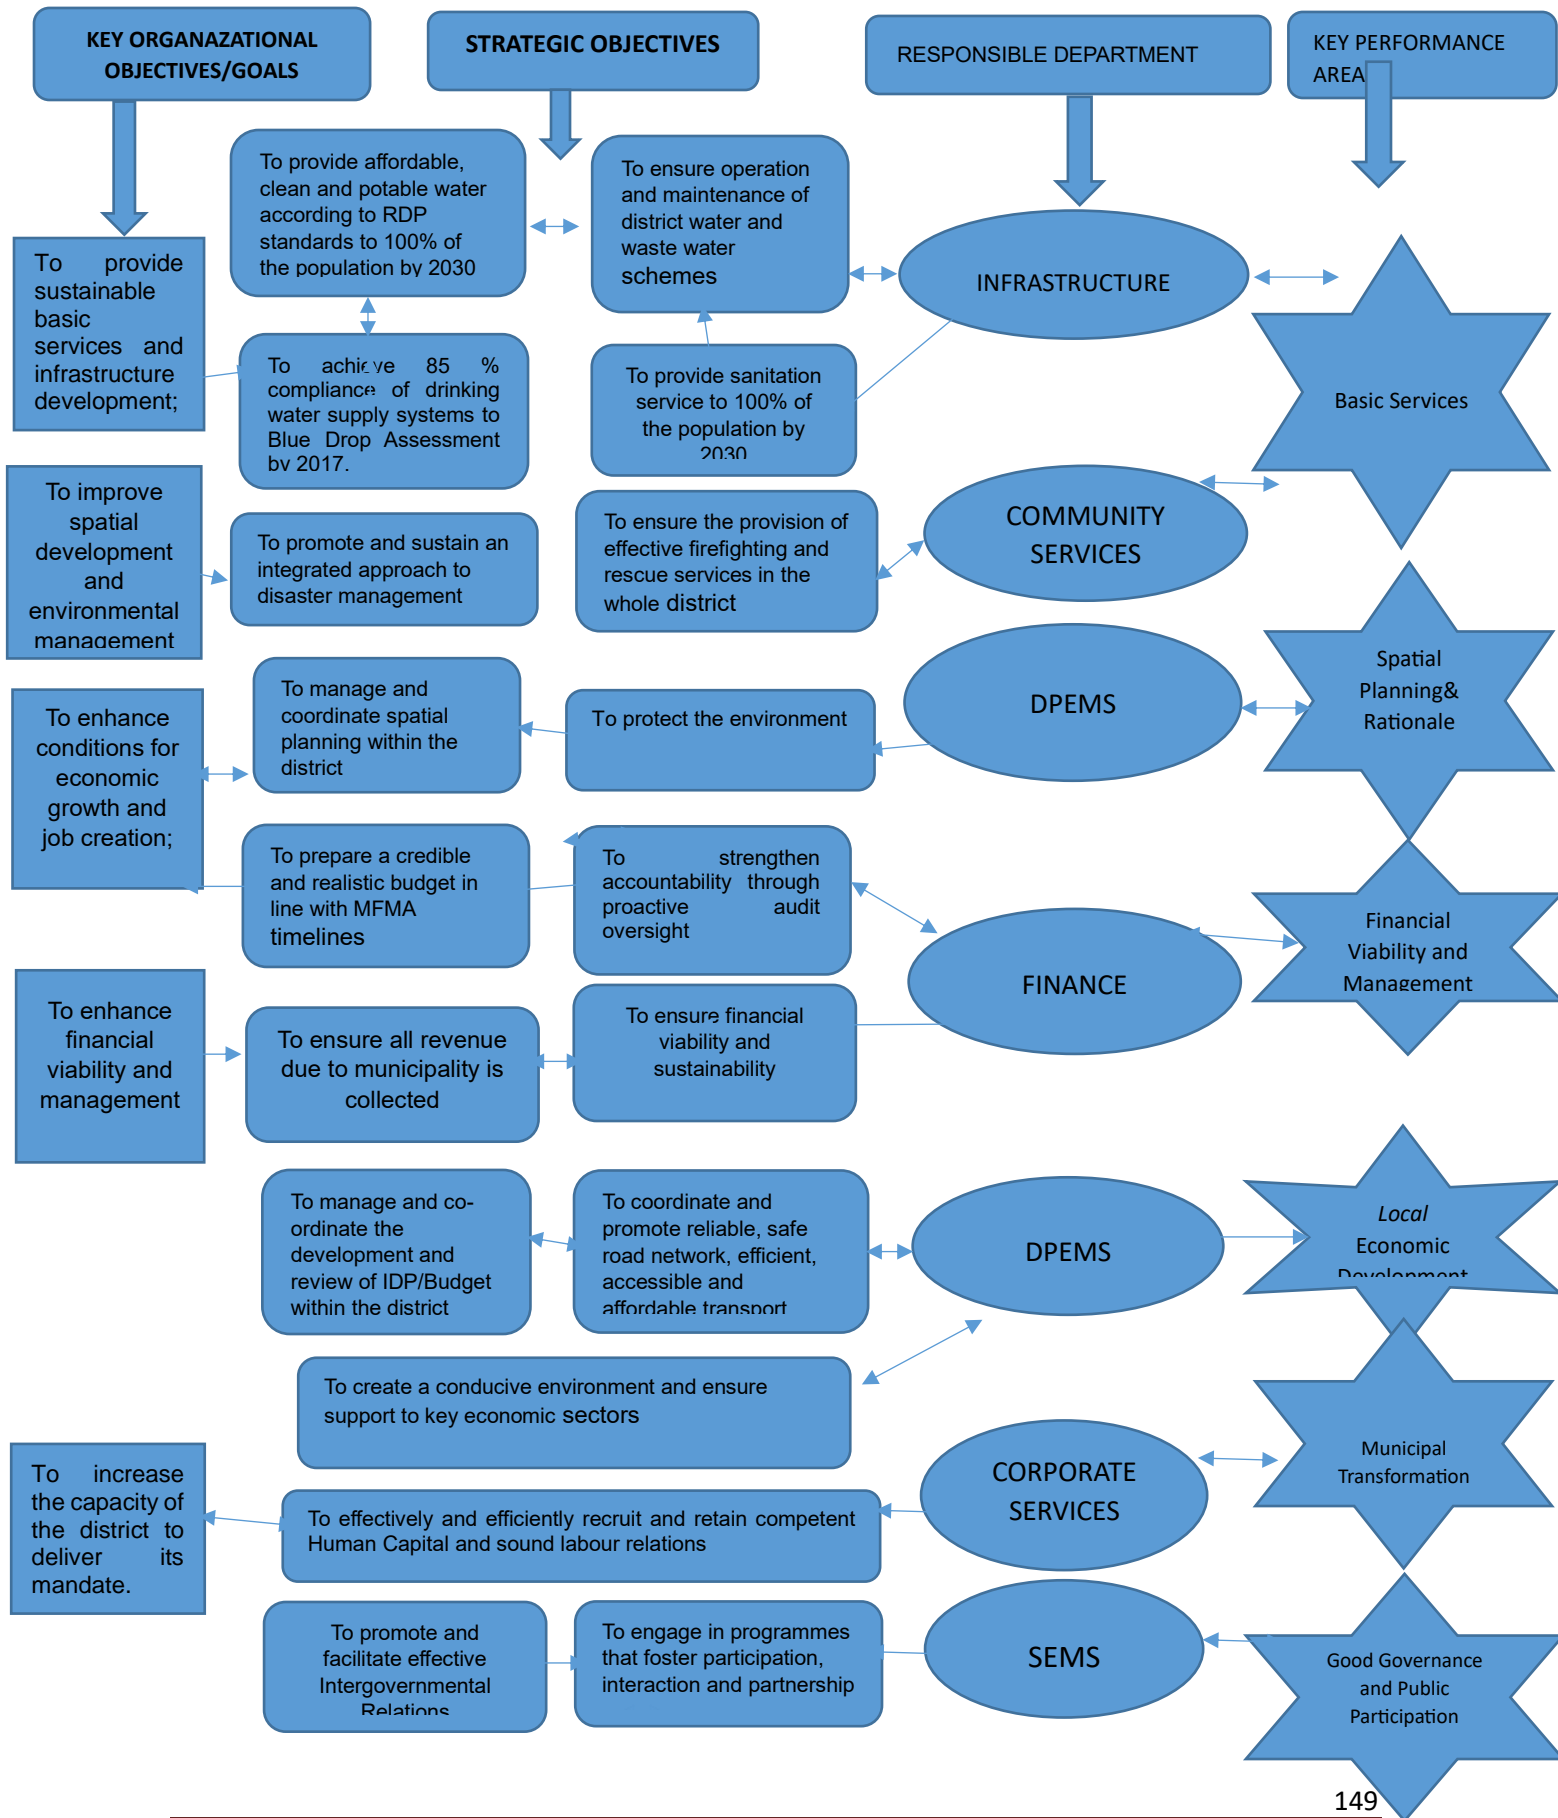 KEY ORGANAZATIONAL
OBJECTIVES/GOALS
STRATEGIC OBJECTIVES
RESPONSIBLE DEPARTMENT
KEY PERFORMANCE
AREA
To provide affordable,
clean and potable water
according to RDP
standards to 100% of
the population by 2030
To ensure operation
and maintenance of
district water and
waste water
schemes
To provide
sustainable
basic
services and
infrastructure
development;
INFRASTRUCTURE
Basic Services
To achieve 85 %
compliance of drinking
water supply systems to
Blue Drop Assessment
by 2017.
To provide sanitation
service to 100% of
the population by
2030
To improve
spatial
development
and
environmental
management
To promote and sustain an
integrated approach to
disaster management
To ensure the provision of
effective firefighting and
rescue services in the
whole district
COMMUNITY
SERVICES
To enhance
conditions for
economic
growth and
job creation;
To manage and
coordinate spatial
planning within the
district
To protect the environment
DPEMS
Spatial
Planning&
Rationale
To prepare a credible
and realistic budget in
line with MFMA
timelines
To strengthen
accountability through
proactive audit
oversight
FINANCE
Financial
Viability and
Management
To enhance
financial
viability and
management
To ensure all revenue
due to municipality is
collected
To ensure financial
viability and
sustainability
To manage and co-
ordinate the
development and
review of IDP/Budget
within the district
To coordinate and
promote reliable, safe
road network, efficient,
accessible and
affordable transport
DPEMS
Local
Economic
Development
To create a conducive environment and ensure
support to key economic sectors
To increase
the capacity of
the district to
deliver its
mandate.
To effectively and efficiently recruit and retain competent
Human Capital and sound labour relations
CORPORATE
SERVICES
Municipal
Transformation
To promote and
facilitate effective
Intergovernmental
Relations
To engage in programmes
that foster participation,
interaction and partnership
SEMS
Good Governance
and Public
Participation
149